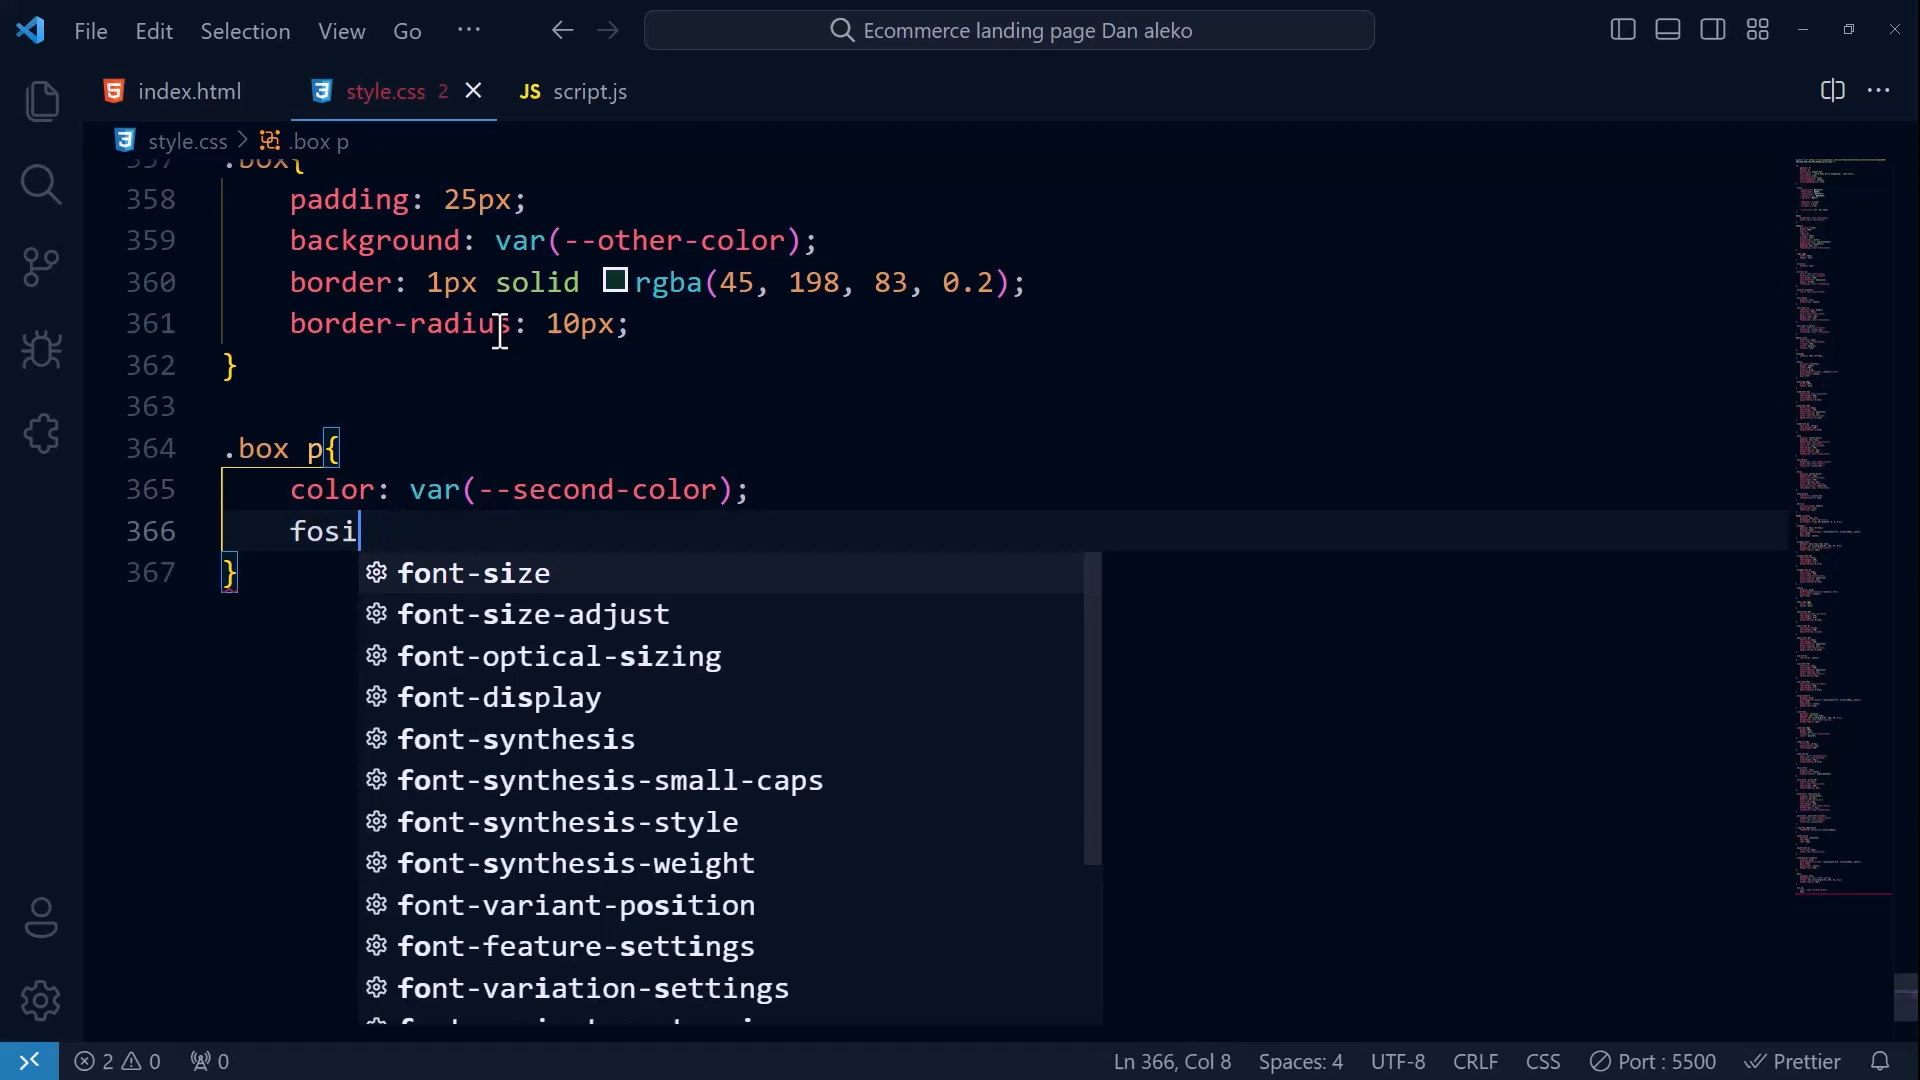 File Edit Selection View Go ··· Ecommerce landing page Dan aleko
index.html style.css 2 JS script.js
style.css > .box p
357 .box{
358 padding: 25px;
359 background: var(--other-color);
360 border: 1px solid rgba(45, 198, 83, 0.2);
361 border-radius: 10px;
362 }
363
364 .box p{
365 color: var(--second-color);
366 fosi
367 }
font-size
font-size-adjust
font-optical-sizing
font-display
font-synthesis
font-synthesis-small-caps
font-synthesis-style
font-synthesis-weight
font-variant-position
font-feature-settings
font-variation-settings
2 0 0 Ln 366, Col 8 Spaces: 4 UTF-8 CRLF CSS Port : 5500 Prettier